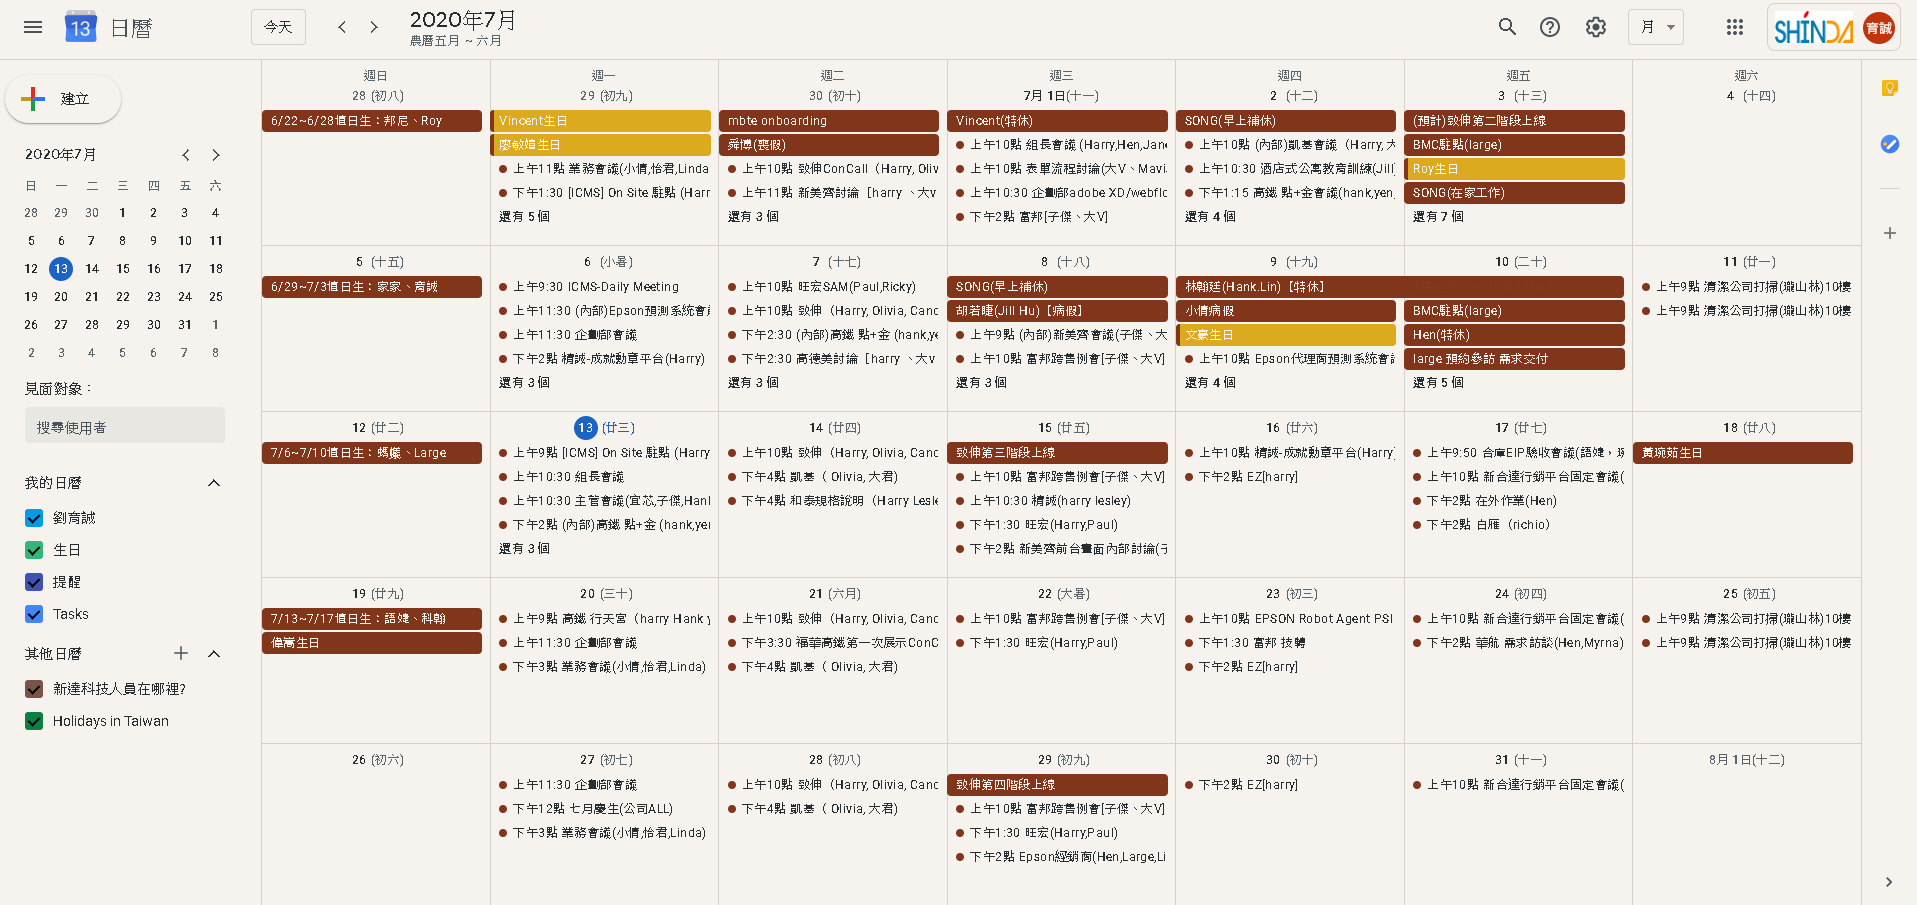 13 日曆
今天
2020年7月
農曆五月 ~ 六月
月
SHINDA
育誠
建立
2020年7月
日 一 二 三 四 五 六
28 29 30 1 2 3 4
5 6 7 8 9 10 11
12 13 14 15 16 17 18
19 20 21 22 23 24 25
26 27 28 29 30 31 1
2 3 4 5 6 7 8
見面對象：
搜尋使用者
我的日曆
劉育誠
生日
提醒
Tasks
其他日曆
新達科技人員在哪裡?
Holidays in Taiwan
週日 週一 週二 週三 週四 週五 週六
28 (初八)
6/22~6/28值日生：邦尼、Roy
29 (初九)
Vincent生日
廖敏媗生日
上午11點 業務會議(小倩,怡君,Linda
下午1:30 [ICMS] On Site 駐點 (Harr
還有 5 個
30 (初十)
mbte onboarding
舜博(喪假)
上午10點 致伸ConCall（Harry, Oliv
上午11點 新美齊討論［harry 、大v
還有 3 個
7月 1日(十一)
Vincent(特休)
上午10點 組長會議 (Harry,Hen,Jan
上午10點 表單流程討論(大V、Mavi
上午10:30 企劃部adobe XD/webflo
下午2點 富邦[子傑、大V]
2 (十二)
SONG(早上補休)
上午10點 (內部)凱基會議（Harry, 大
上午10:30 酒店式公寓教育訓練(Jill
下午1:15 高鐵 點+金會議(hank,yen,
還有 4 個
3 (十三)
(預計)致伸第二階段上線
BMC駐點(large)
Roy生日
SONG(在家工作)
還有 7 個
4 (十四)
5 (十五)
6/29~7/3值日生：家家、育誠
6 (小暑)
上午9:30 ICMS-Daily Meeting
上午11:30 (內部)Epson預測系統會
上午11:30 企劃部會議
下午2點 精誠-成就勳章平台(Harry)
還有 3 個
7 (十七)
上午10點 旺宏SAM(Paul,Ricky)
上午10點 致伸（Harry, Olivia, Canc
下午2:30 (內部)高鐵 點+金 (hank,ye
下午2:30 高德美討論［harry 、大v
還有 3 個
8 (十八)
SONG(早上補休)
胡若睫(Jill Hu)【病假】
上午9點 (內部)新美齊會議(子傑、大
上午10點 富邦跨售例會[子傑、大V]
還有 3 個
9 (十九)
林翰廷(Hank.Lin)【特休】
小情病假
文豪生日
上午10點 Epson代理商預測系統會
還有 4 個
10 (二十)
BMC駐點(large)
Hen(特休)
large 預約參訪 需求交付
還有 5 個
11 (廿一)
上午9點 清潔公司打掃(瓏山林)10樓
上午9點 清潔公司打掃(瓏山林)10樓
12 (廿二)
7/6~7/10值日生：螞蟻、Large
13 (廿三)
上午9點 [ICMS] On Site 駐點 (Harry
上午10:30 組長會議
上午10:30 主管會議(宜芯,子傑,Han
下午2點 (內部)高鐵 點+金 (hank,yen
還有 3 個
14 (廿四)
上午10點 致伸（Harry, Olivia, Canc
下午4點 凱基（ Olivia, 大君)
下午4點 和泰規格說明（Harry Lesle
15 (廿五)
致伸第三階段上線
上午10點 富邦跨售例會[子傑、大V]
上午10:30 精誠(harry lesley)
下午1:30 旺宏(Harry,Paul)
下午2點 新美齊前台畫面內部討論(子
16 (廿六)
上午10點 精誠-成就勳章平台(Harry)
下午2點 EZ[harry]
17 (廿七)
上午9:50 合庫EIP驗收會議(語婕，
上午10點 新合達行銷平台固定會議(
下午2點 在外作業(Hen)
下午2點 白雁（richio）
18 (廿八)
黃琬茹生日
19 (廿九)
7/13~7/17值日生：語婕、科翰
偉嵩生日
20 (三十)
上午9點 高鐵 行天宮（harry Hank y
上午11:30 企劃部會議
下午3點 業務會議(小倩,怡君,Linda)
21 (六月)
上午10點 致伸（Harry, Olivia, Canc
下午3:30 福華高鐵第一次展示ConC
下午4點 凱基（ Olivia, 大君)
22 (大暑)
上午10點 富邦跨售例會[子傑、大V]
下午1:30 旺宏(Harry,Paul)
23 (初三)
上午10點 EPSON Robot Agent PSI
下午1:30 富邦 技轉
下午2點 EZ[harry]
24 (初四)
上午10點 新合達行銷平台固定會議(
下午2點 華航 需求訪談(Hen,Myrna)
25 (初五)
上午9點 清潔公司打掃(瓏山林)10樓
上午9點 清潔公司打掃(瓏山林)10樓
26 (初六)
27 (初七)
上午11:30 企劃部會議
下午12點 七月慶生(公司ALL)
下午3點 業務會議(小倩,怡君,Linda)
28 (初八)
上午10點 致伸（Harry, Olivia, Canc
下午4點 凱基（ Olivia, 大君)
29 (初九)
致伸第四階段上線
上午10點 富邦跨售例會[子傑、大V]
下午1:30 旺宏(Harry,Paul)
下午2點 Epson經銷商(Hen,Large,Li
30 (初十)
下午2點 EZ[harry]
31 (十一)
上午10點 新合達行銷平台固定會議(
8月 1日(十二)